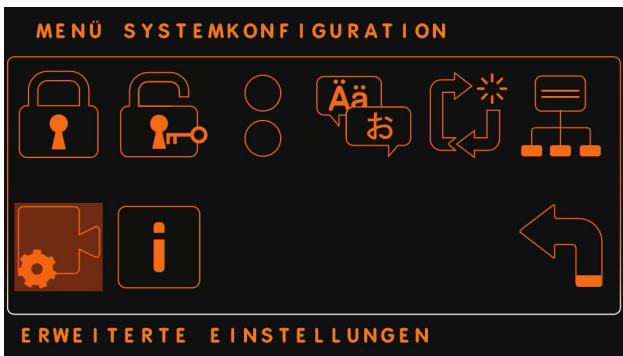 MENÜ SYSTEMKONFIGURATION
Ää
お
i
ERWEITERTE EINSTELLUNGEN